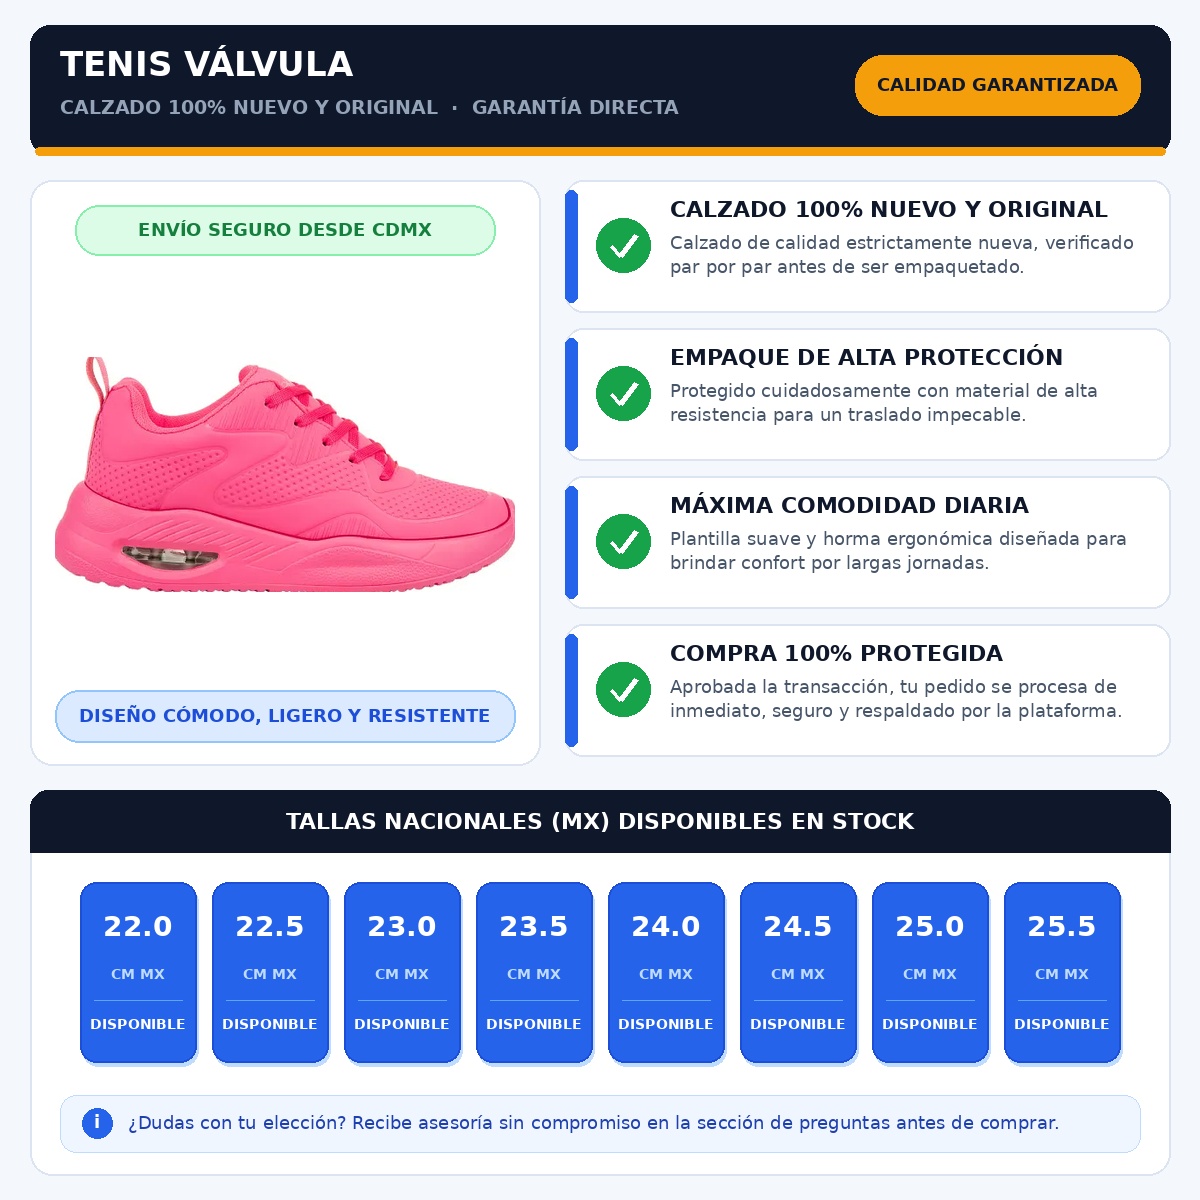 TENIS VÁLVULA
CALZADO 100% NUEVO Y ORIGINAL · GARANTÍA DIRECTA
CALIDAD GARANTIZADA
ENVÍO SEGURO DESDE CDMX
DISEÑO CÓMODO, LIGERO Y RESISTENTE
CALZADO 100% NUEVO Y ORIGINAL
Calzado de calidad estrictamente nueva, verificado
par por par antes de ser empaquetado.
EMPAQUE DE ALTA PROTECCIÓN
Protegido cuidadosamente con material de alta
resistencia para un traslado impecable.
MÁXIMA COMODIDAD DIARIA
Plantilla suave y horma ergonómica diseñada para
brindar confort por largas jornadas.
COMPRA 100% PROTEGIDA
Aprobada la transacción, tu pedido se procesa de
inmediato, seguro y respaldado por la plataforma.
TALLAS NACIONALES (MX) DISPONIBLES EN STOCK
22.0 22.5 23.0 23.5 24.0 24.5 25.0 25.5
CM MX CM MX CM MX CM MX CM MX CM MX CM MX CM MX
DISPONIBLE DISPONIBLE DISPONIBLE DISPONIBLE DISPONIBLE DISPONIBLE DISPONIBLE DISPONIBLE
i ¿Dudas con tu elección? Recibe asesoría sin compromiso en la sección de preguntas antes de comprar.